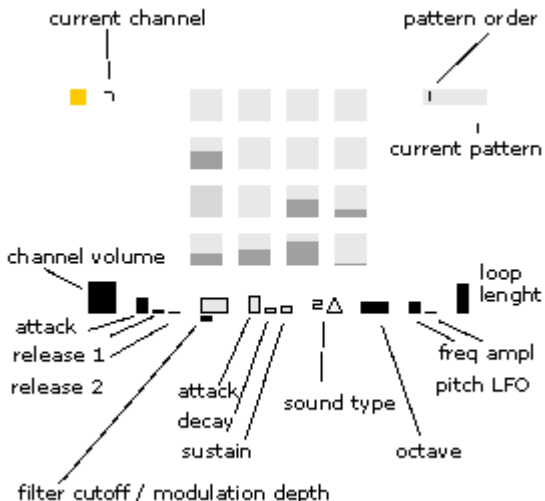 current channel
pattern order
current pattern
channel volume
loop
lenght
attack
release 1
release 2
freq ampl
pitch LFO
attack
decay
sustain
sound type
octave
filter cutoff / modulation depth